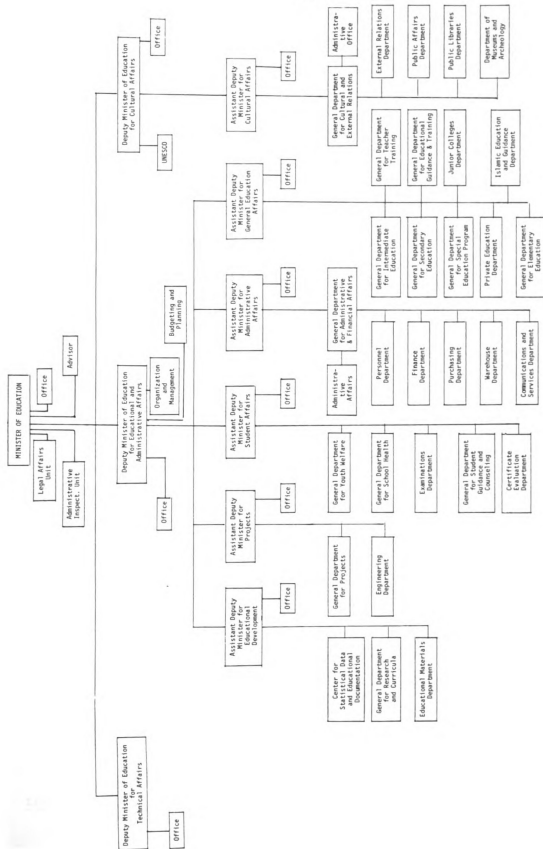 MINISTER OF EDUCATION
Office
Advisor
Legal Affairs
Unit
Administrative
Inspect. Unit
Deputy Minister of Education
for
Technical Affairs
Office
Deputy Minister of Education
for Educational and
Administrative Affairs
Office
Organization
and
Management
Budgeting and
Planning
Deputy Minister of Education
for Cultural Affairs
UNESCO
Office
Assistant Deputy
Minister for
Educational
Development
Office
Assistant Deputy
Minister for
Projects
Office
Assistant Deputy
Minister for
Student Affairs
Office
Assistant Deputy
Minister for
Administrative
Affairs
Office
Assistant Deputy
Minister for
General Education
Affairs
Office
Assistant Deputy
Minister for
Cultural Affairs
Office
Center for
Statistical Data
and Educational
Documentation
General Department
for Research
and Curricula
Educational Materials
Department
General Department
for Projects
Engineering
Department
General Department
for Youth Welfare
General Department
for School Health
Examinations
Department
General Department
for Student
Guidance and
Counseling
Certificate
Evaluation
Department
Administra-
tive
Affairs
General Department
for Administrative
& Financial Affairs
Personnel
Department
Finance
Department
Purchasing
Department
Warehouse
Department
Communications and
Services Department
General Department
for Intermediate
Education
General Department
for Secondary
Education
General Department
for Special
Education Program
Private Education
Department
General Department
for Elementary
Education
General Department
for Teacher
Training
General Department
for Educational
Guidance & Training
Junior Colleges
Department
Islamic Education
and Guidance
Department
General Department
for Cultural and
External Relations
Administra-
tive
Office
External Relations
Department
Public Affairs
Department
Public Libraries
Department
Department of
Museums and
Archeology